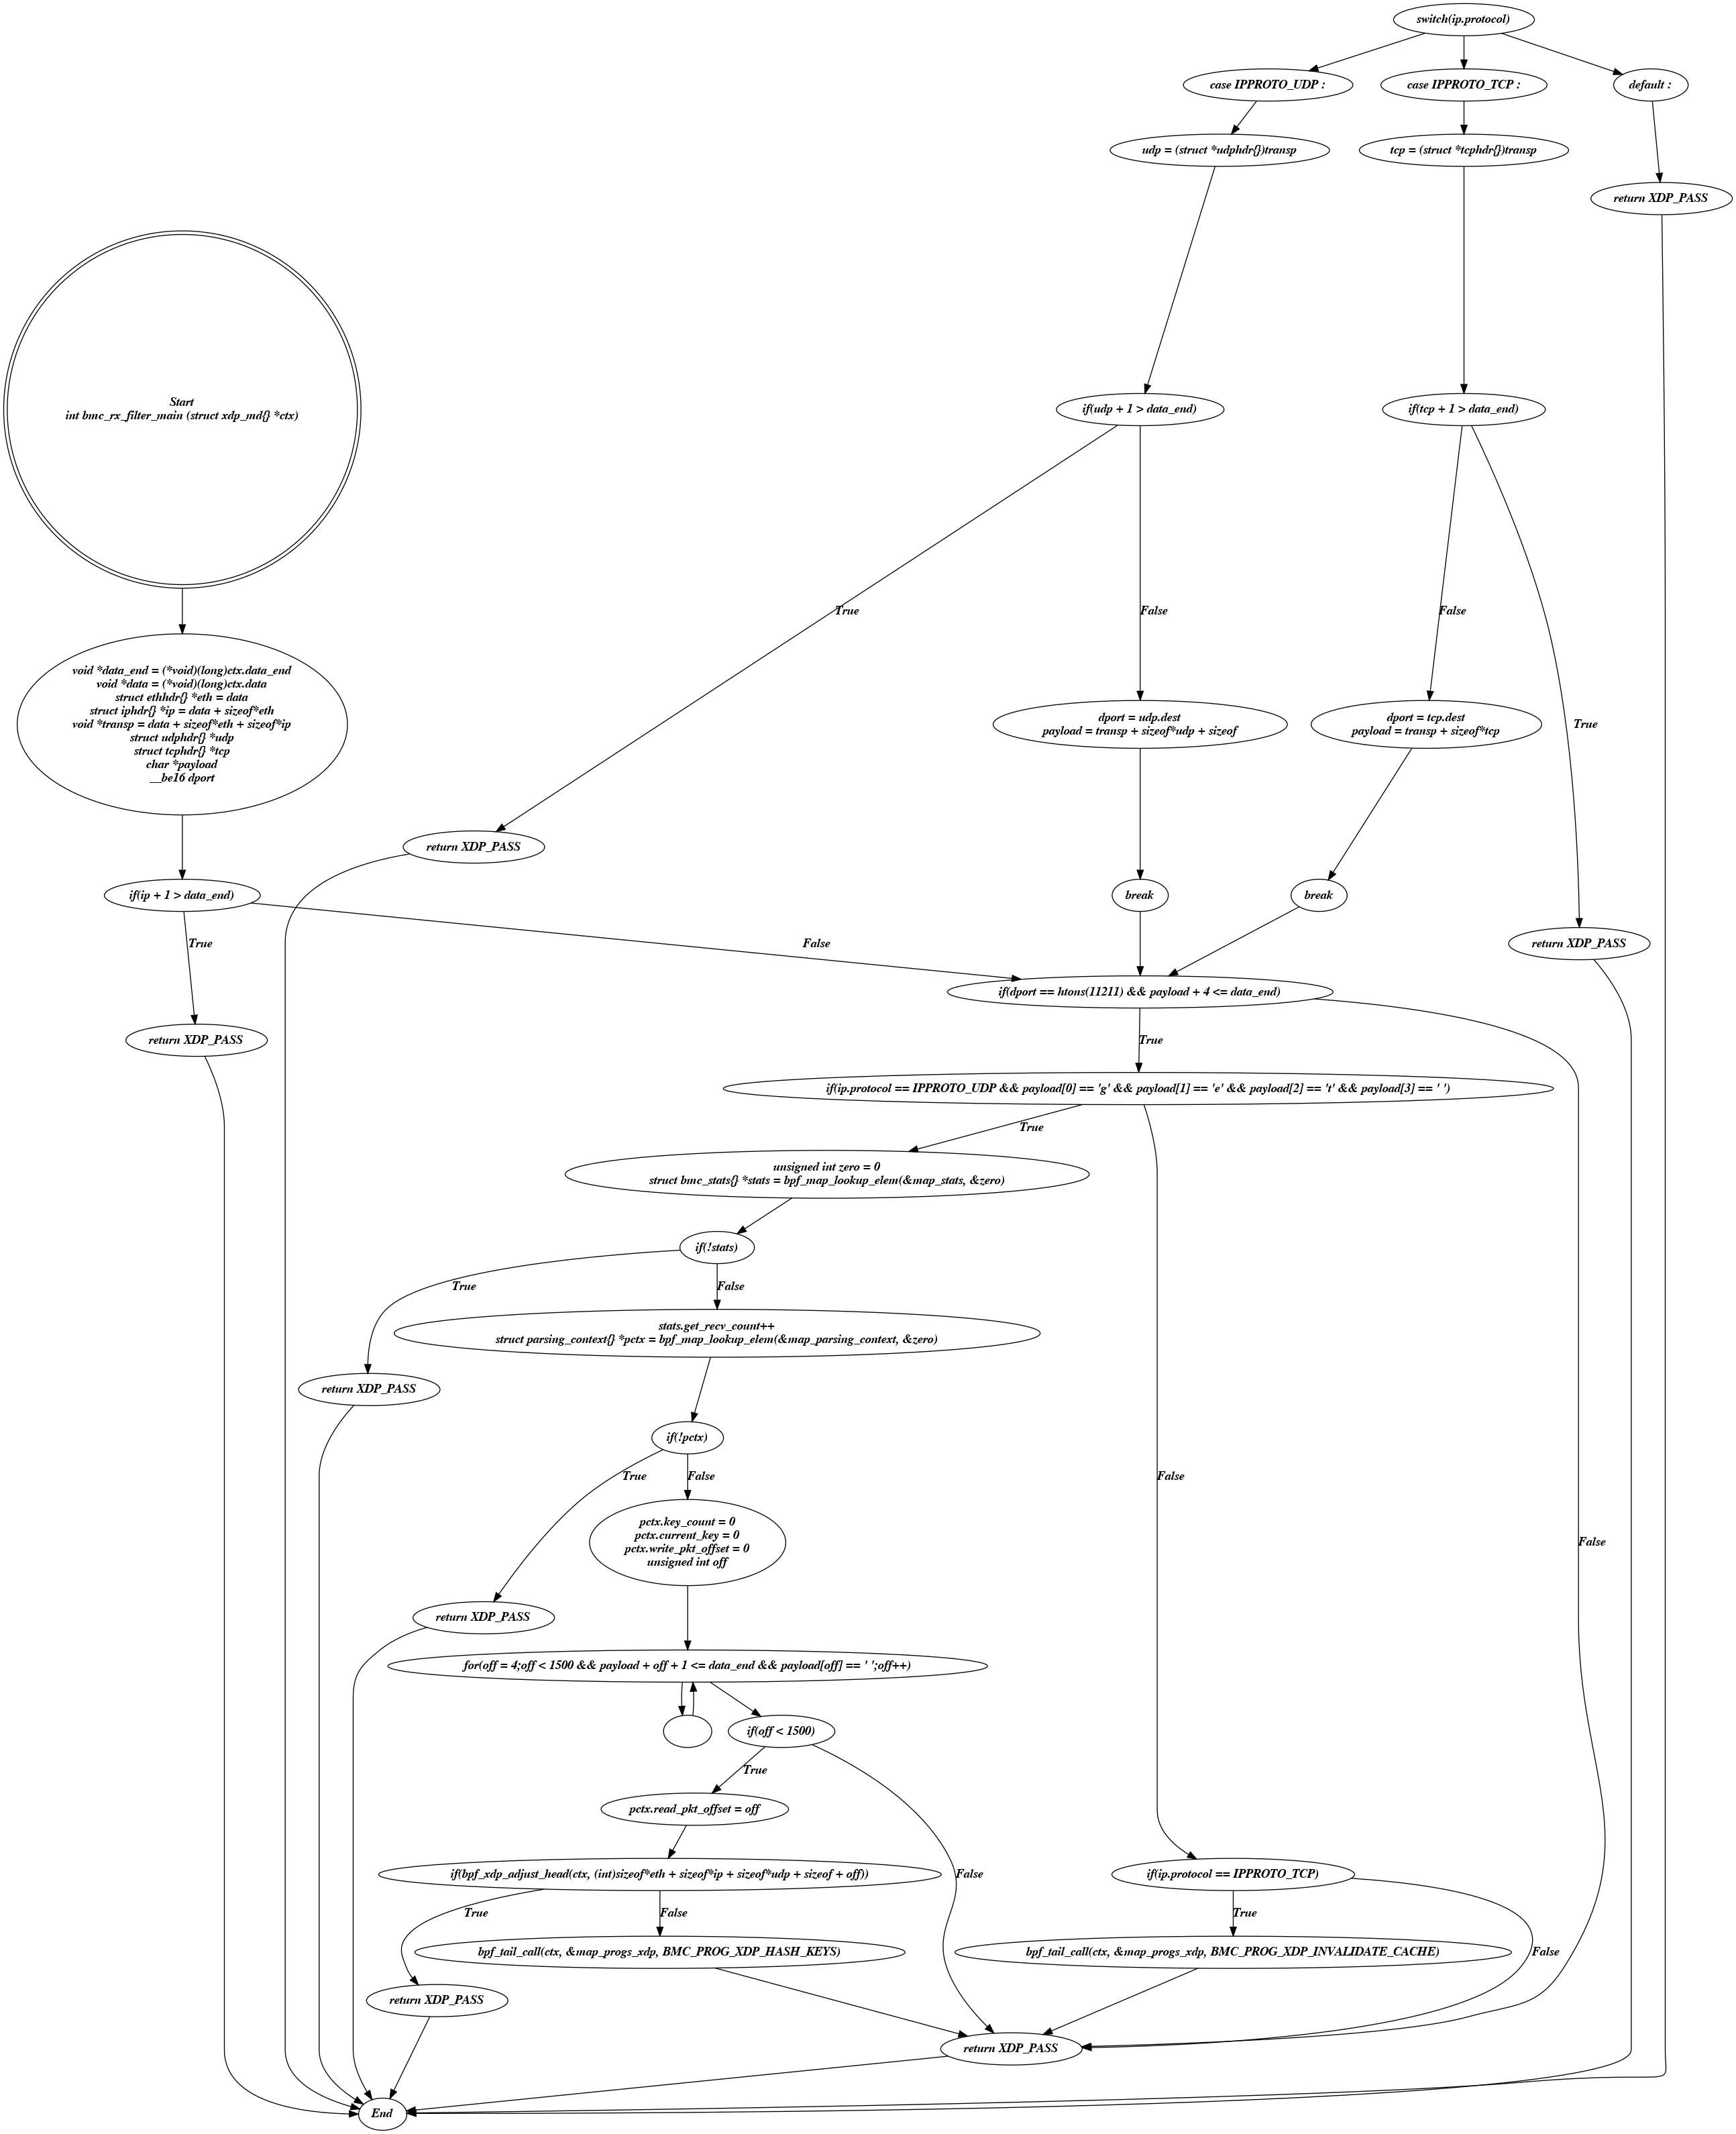 switch(ip.protocol)
case IPPROTO_UDP :
case IPPROTO_TCP :
default :
udp = (struct *udphdr{})transp
tcp = (struct *tcphdr{})transp
return XDP_PASS
Start
int bmc_rx_filter_main (struct xdp_md{} *ctx)
if(udp + 1 > data_end)
if(tcp + 1 > data_end)
True
False
False
void *data_end = (*void)(long)ctx.data_end
void *data = (*void)(long)ctx.data
struct ethhdr{} *eth = data
struct iphdr{} *ip = data + sizeof*eth
void *transp = data + sizeof*eth + sizeof*ip
struct udphdr{} *udp
struct tcphdr{} *tcp
char *payload
__be16 dport
dport = udp.dest
payload = transp + sizeof*udp + sizeof
dport = tcp.dest
payload = transp + sizeof*tcp
True
return XDP_PASS
if(ip + 1 > data_end)
break
break
True
False
return XDP_PASS
if(dport == htons(11211) && payload + 4 <= data_end)
return XDP_PASS
True
if(ip.protocol == IPPROTO_UDP && payload[0] == 'g' && payload[1] == 'e' && payload[2] == 't' && payload[3] == ' ')
True
unsigned int zero = 0
struct bmc_stats{} *stats = bpf_map_lookup_elem(&map_stats, &zero)
if(!stats)
True
False
stats.get_recv_count++
struct parsing_context{} *pctx = bpf_map_lookup_elem(&map_parsing_context, &zero)
return XDP_PASS
if(!pctx)
True
False
False
pctx.key_count = 0
pctx.current_key = 0
pctx.write_pkt_offset = 0
unsigned int off
False
return XDP_PASS
for(off = 4;off < 1500 && payload + off + 1 <= data_end && payload[off] == ' ';off++)
if(off < 1500)
True
pctx.read_pkt_offset = off
if(bpf_xdp_adjust_head(ctx, (int)sizeof*eth + sizeof*ip + sizeof*udp + sizeof + off))
False
if(ip.protocol == IPPROTO_TCP)
True
False
True
bpf_tail_call(ctx, &map_progs_xdp, BMC_PROG_XDP_HASH_KEYS)
bpf_tail_call(ctx, &map_progs_xdp, BMC_PROG_XDP_INVALIDATE_CACHE)
False
return XDP_PASS
return XDP_PASS
End